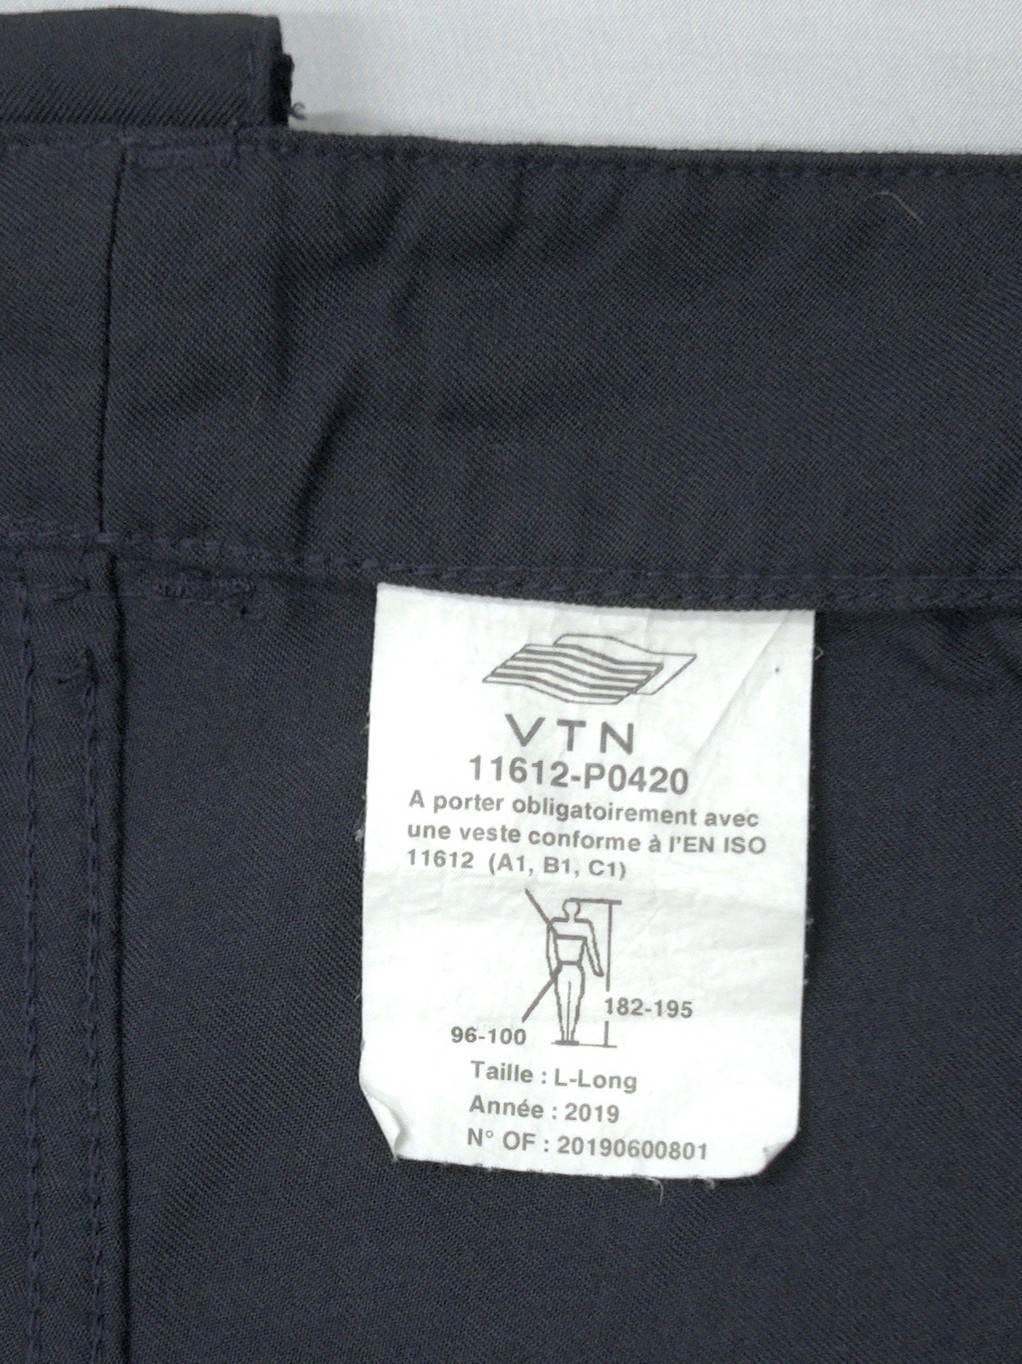 VTN
11612-P0420
A porter obligatoirement avec
une veste conforme à l'EN ISO
11612 (A1, B1, C1)
182-195
96-100
Taille : L-Long
Année : 2019
N° OF : 20190600801